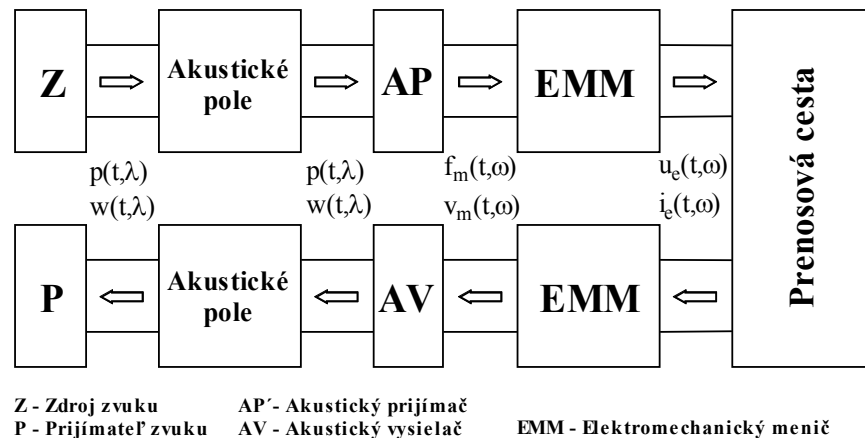 Z
Akustické
pole
AP
EMM
Prenosová cesta
p(t,λ)
w(t,λ)
p(t,λ)
w(t,λ)
f_m(t,ω)
v_m(t,ω)
u_e(t,ω)
i_e(t,ω)
P
Akustické
pole
AV
EMM
Z - Zdroj zvuku
AP´- Akustický prijímač
P - Prijímateľ zvuku
AV - Akustický vysielač
EMM - Elektromechanický menič